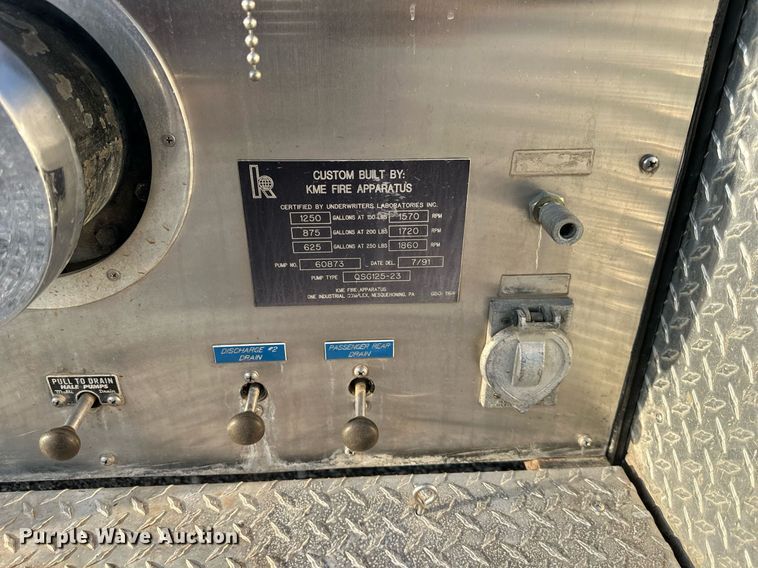 k
CUSTOM BUILT BY:
KME FIRE APPARATUS
CERTIFIED BY UNDERWRITERS LABORATORIES INC.
1250 GALLONS AT 150 LBS 1570 RPM
875 GALLONS AT 200 LBS 1720 RPM
625 GALLONS AT 250 LBS 1860 RPM
PUMP NO. 60873 DATE DEL. 7/91
PUMP TYPE QSG125-23
KME FIRE APPARATUS
ONE INDUSTRIAL COMPLEX, NESQUEHONING, PA
DISCHARGE #2
DRAIN
PASSENGER REAR
DRAIN
PULL TO DRAIN
HALE PUMPS
Multi Drain
Purple Wave Auction